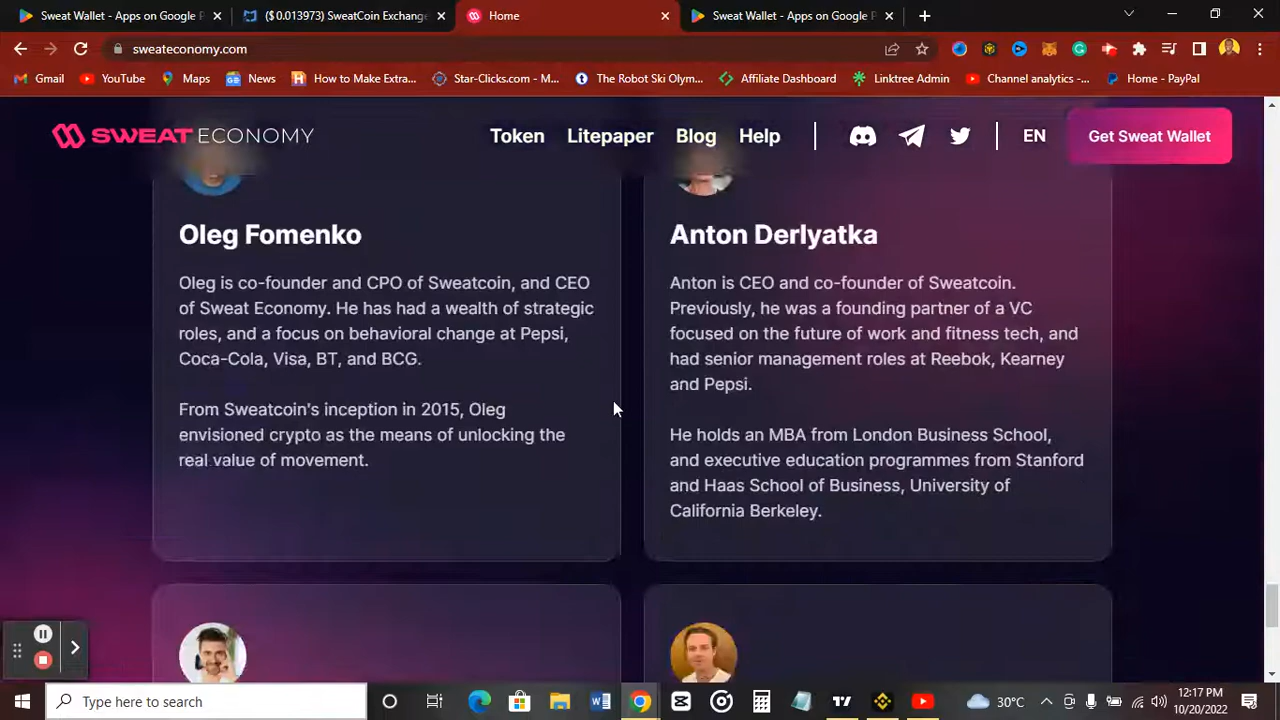 Sweat Wallet - Apps on Google P
($0.013973) SweatCoin Exchange
Home
Sweat Wallet - Apps on Google P
sweateconomy.com
Gmail
YouTube
Maps
News
How to Make Extra...
Star-Clicks.com - M...
The Robot Ski Olym...
Affiliate Dashboard
Linktree Admin
Channel analytics -...
Home - PayPal
SWEAT ECONOMY
Token
Litepaper
Blog
Help
EN
Get Sweat Wallet
Oleg Fomenko
Oleg is co-founder and CPO of Sweatcoin, and CEO
of Sweat Economy. He has had a wealth of strategic
roles, and a focus on behavioral change at Pepsi,
Coca-Cola, Visa, BT, and BCG.
From Sweatcoin's inception in 2015, Oleg
envisioned crypto as the means of unlocking the
real value of movement.
Anton Derlyatka
Anton is CEO and co-founder of Sweatcoin.
Previously, he was a founding partner of a VC
focused on the future of work and fitness tech, and
had senior management roles at Reebok, Kearney
and Pepsi.
He holds an MBA from London Business School,
and executive education programmes from Stanford
and Haas School of Business, University of
California Berkeley.
Type here to search
30°C
12:17 PM
10/20/2022